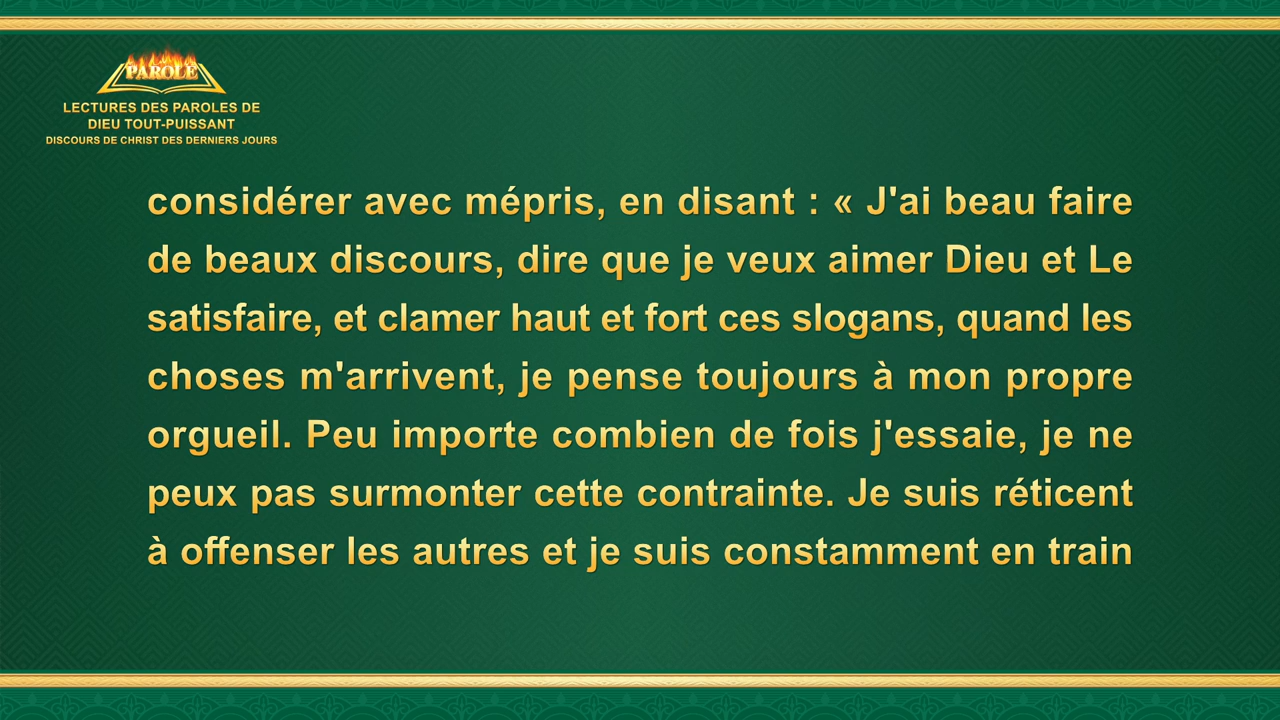 PAROLE
LECTURES DES PAROLES DE
DIEU TOUT-PUISSANT
DISCOURS DE CHRIST DES DERNIERS JOURS
considérer avec mépris, en disant : « J'ai beau faire
de beaux discours, dire que je veux aimer Dieu et Le
satisfaire, et clamer haut et fort ces slogans, quand les
choses m'arrivent, je pense toujours à mon propre
orgueil. Peu importe combien de fois j'essaie, je ne
peux pas surmonter cette contrainte. Je suis réticent
à offenser les autres et je suis constamment en train